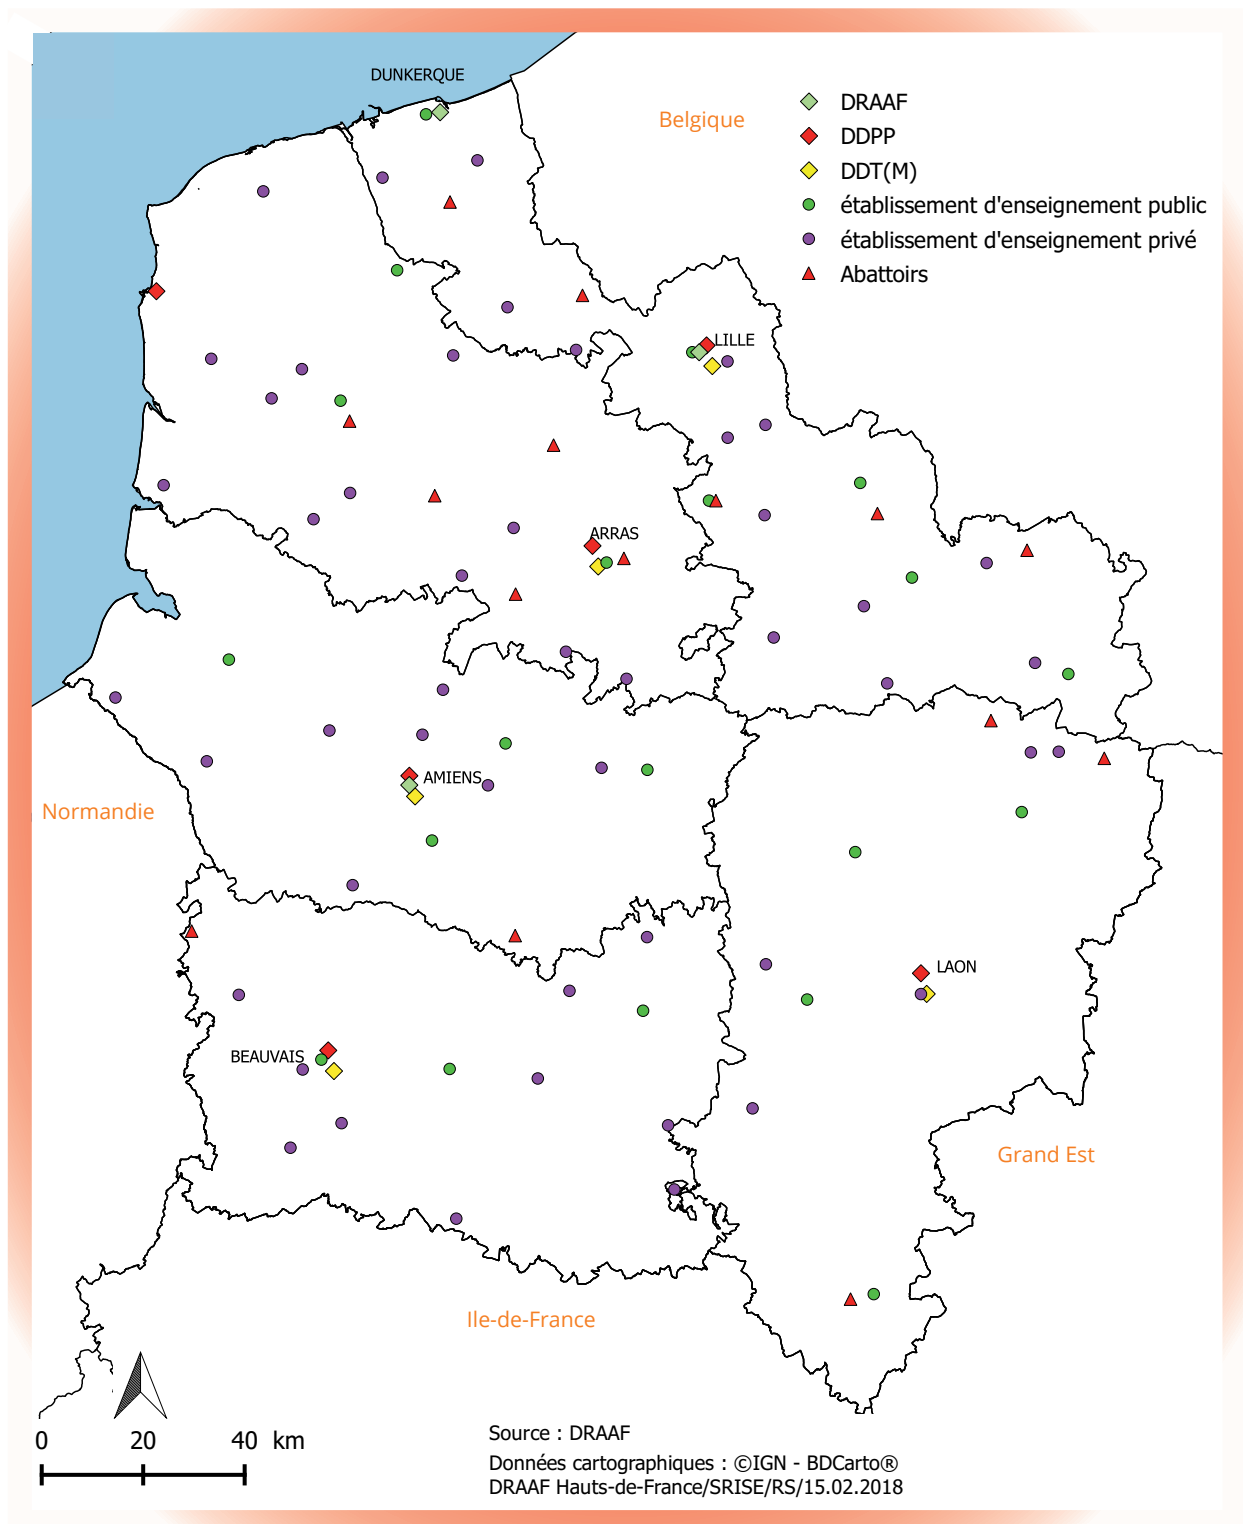 DUNKERQUE
Belgique
DRAAF
DDPP
DDT(M)
établissement d'enseignement public
établissement d'enseignement privé
Abattoirs
LILLE
ARRAS
AMIENS
Normandie
LAON
BEAUVAIS
Grand Est
Ile-de-France
0 20 40 km
Source : DRAAF
Données cartographiques : ©IGN - BDCarto®
DRAAF Hauts-de-France/SRISE/RS/15.02.2018